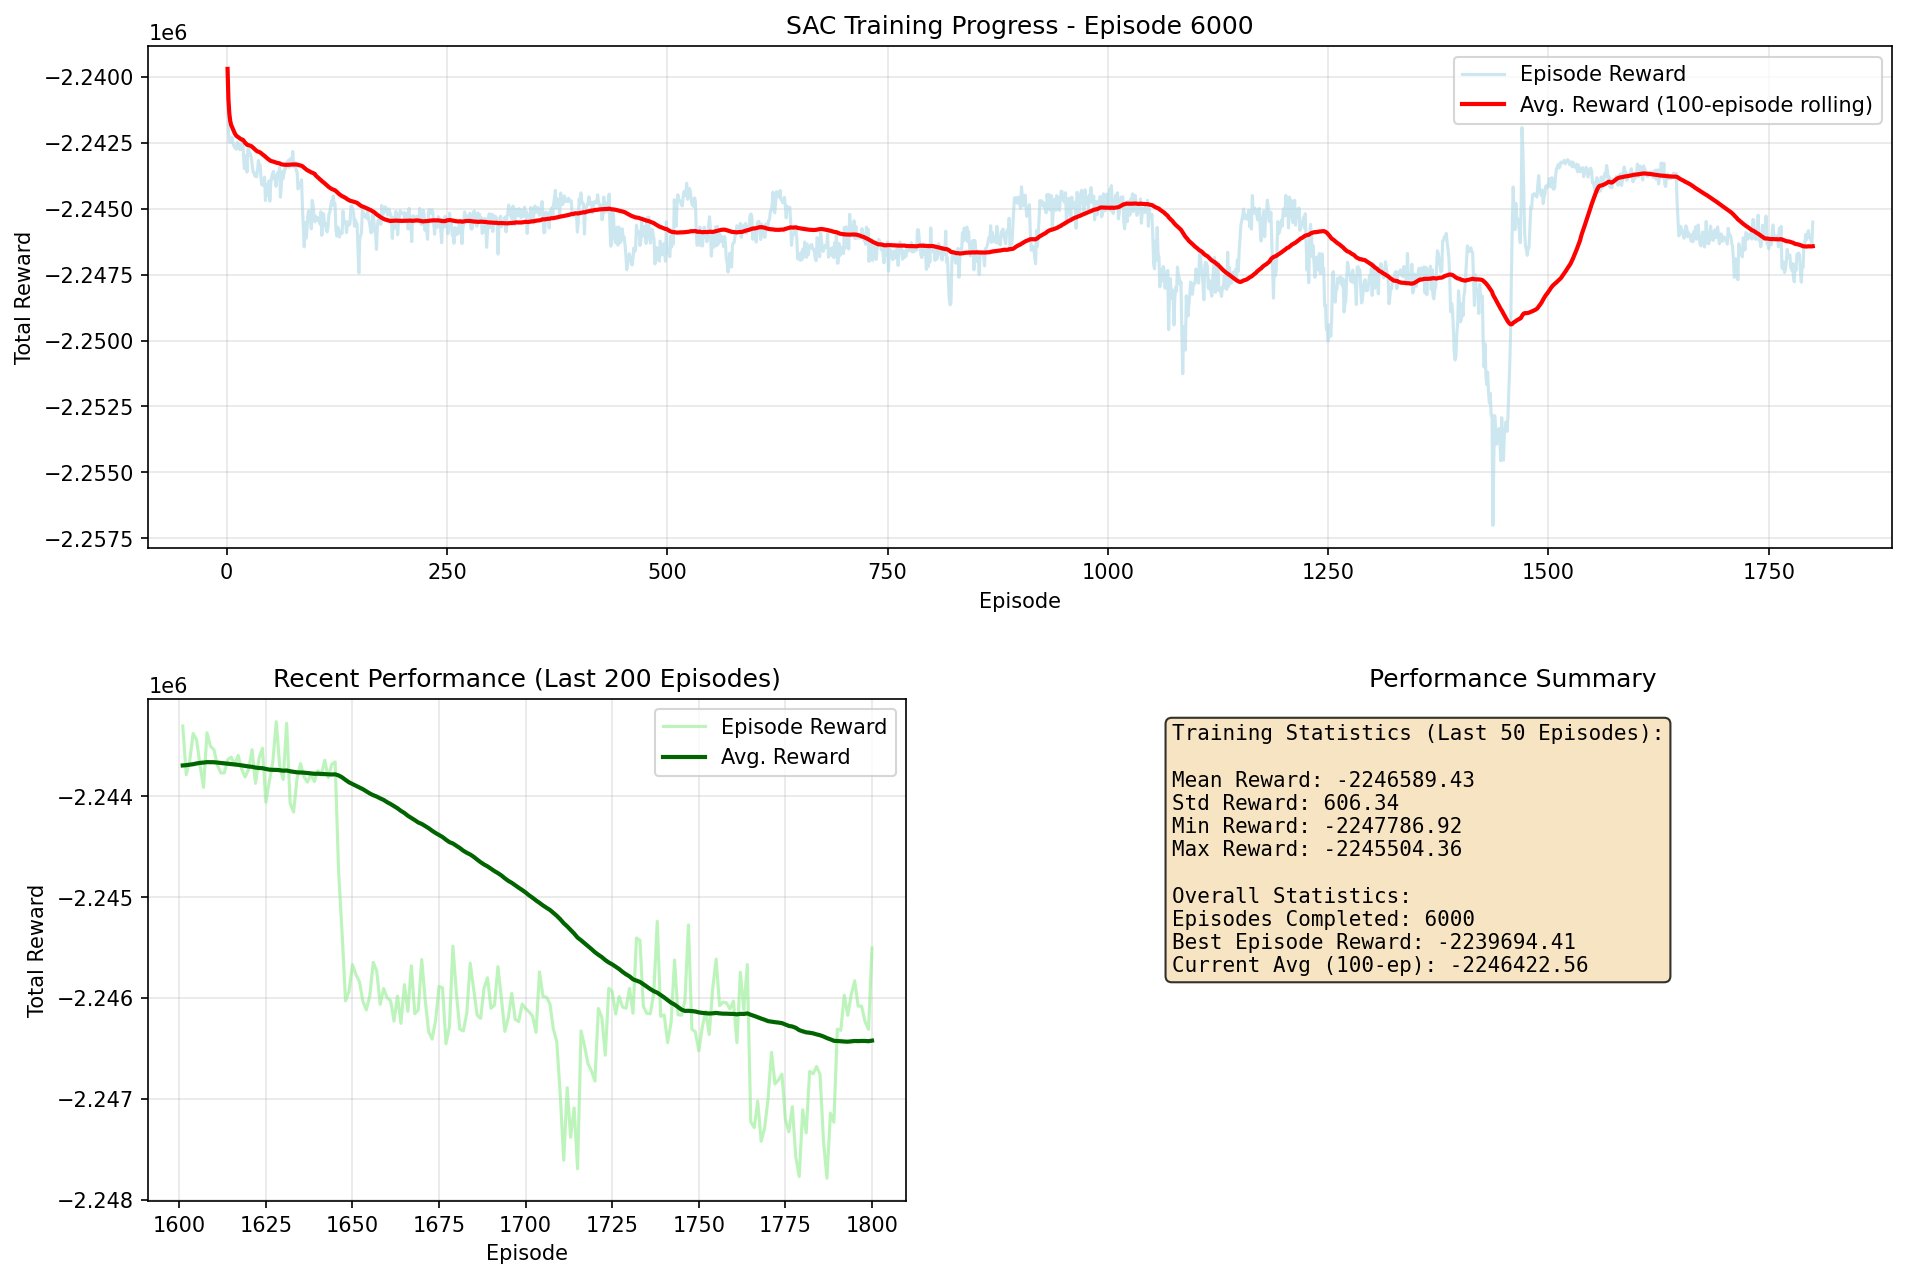 SAC Training Progress - Episode 6000
1e6
−2.2400
−2.2425
−2.2450
−2.2475
−2.2500
−2.2525
−2.2550
−2.2575
Total Reward
Episode Reward
Avg. Reward (100-episode rolling)
0 250 500 750 1000 1250 1500 1750
Episode
Recent Performance (Last 200 Episodes)
1e6
−2.244
−2.245
−2.246
−2.247
−2.248
Total Reward
Episode Reward
Avg. Reward
1600 1625 1650 1675 1700 1725 1750 1775 1800
Episode
Performance Summary
Training Statistics (Last 50 Episodes):
Mean Reward: -2246589.43
Std Reward: 606.34
Min Reward: -2247786.92
Max Reward: -2245504.36
Overall Statistics:
Episodes Completed: 6000
Best Episode Reward: -2239694.41
Current Avg (100-ep): -2246422.56